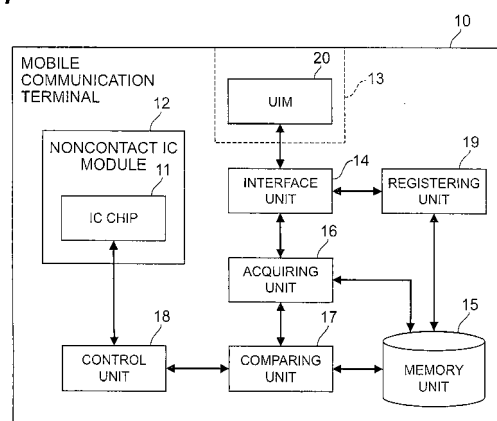 10
MOBILE
COMMUNICATION
TERMINAL
20
UIM
13
12
NONCONTACT IC
MODULE
11
IC CHIP
14
INTERFACE
UNIT
19
REGISTERING
UNIT
16
ACQUIRING
UNIT
18
CONTROL
UNIT
17
COMPARING
UNIT
15
MEMORY
UNIT